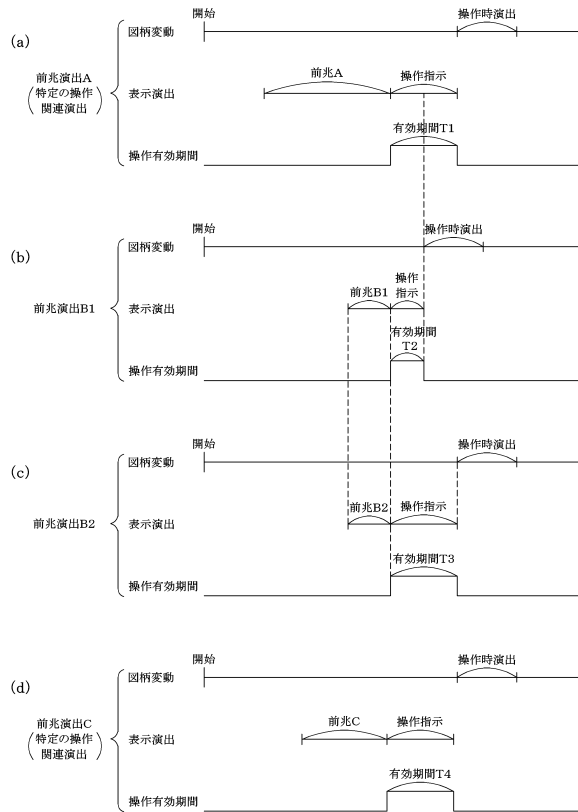 (a)
前兆演出A
(特定の操作
関連演出)
図柄変動
開始
操作時演出
表示演出
前兆A
操作指示
操作有効期間
有効期間T1
(b)
前兆演出B1
図柄変動
開始
操作時演出
表示演出
前兆B1
操作
指示
操作有効期間
有効期間
T2
(c)
前兆演出B2
図柄変動
開始
操作時演出
表示演出
前兆B2
操作指示
操作有効期間
有効期間T3
(d)
前兆演出C
(特定の操作
関連演出)
図柄変動
開始
操作時演出
表示演出
前兆C
操作指示
操作有効期間
有効期間T4